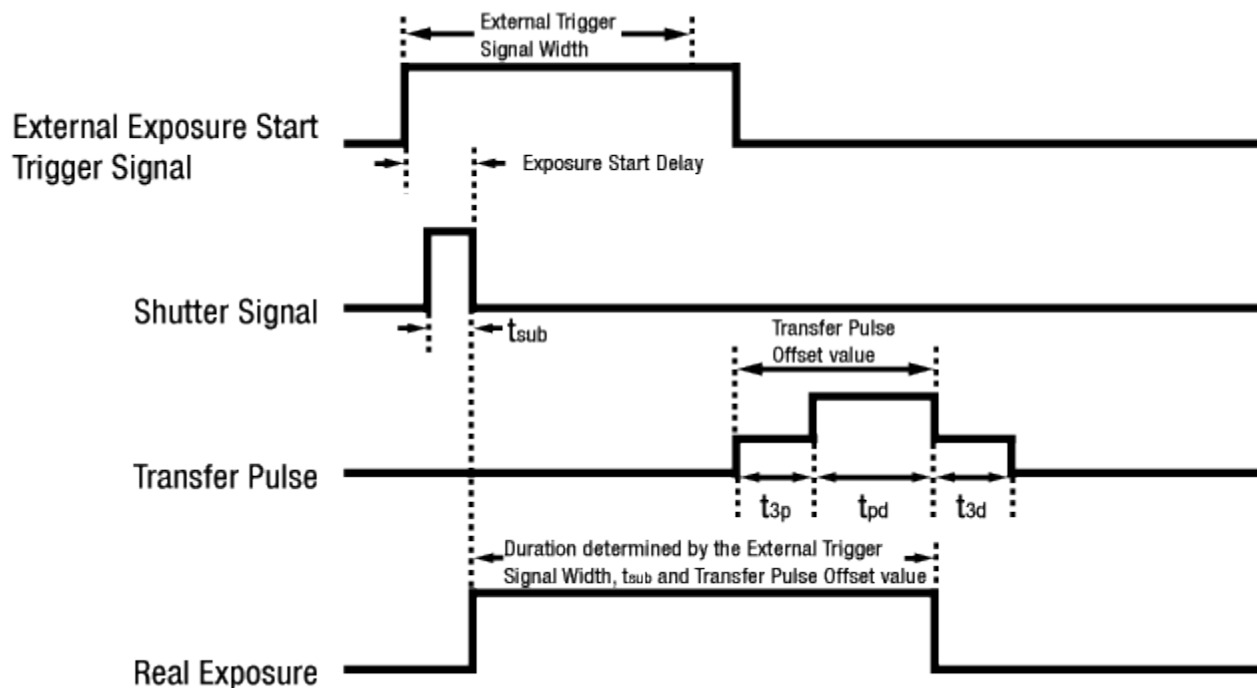 External Trigger
Signal Width
External Exposure Start
Trigger Signal
Exposure Start Delay
Shutter Signal
tsub
Transfer Pulse
Offset value
Transfer Pulse
t3p
tpd
t3d
Duration determined by the External Trigger
Signal Width, tsub and Transfer Pulse Offset value
Real Exposure